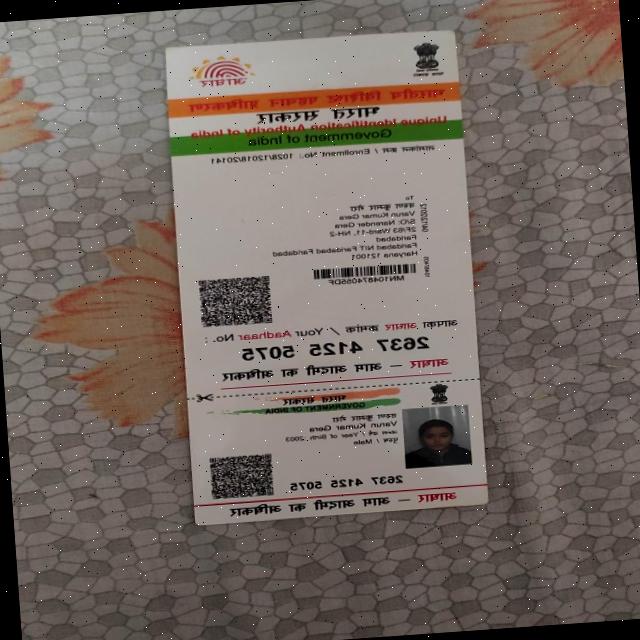 आधार
भारतीय विशिष्ट पहचान प्राधिकरण
भारत सरकार
Unique Identification Authority of India
Government of India
नामांकन क्रम / Enrollment No.: 1028/12018/20141
To
वरुण कुमार गेरा
Varun Kumar Gera
S/O: Narender Gera
2F/53 Ward-11, NH-2
Faridabad
Faridabad NIT Faridabad Faridabad
Haryana 121001
MN104874055DF
आपका आधार क्रमांक / Your Aadhaar No.:
2637 4125 5075
आधार — आम आदमी का अधिकार
भारत सरकार
GOVERNMENT OF INDIA
वरुण कुमार गेरा
Varun Kumar Gera
जन्म वर्ष / Year of Birth: 2003
पुरुष / Male
2637 4125 5075
आधार — आम आदमी का अधिकार